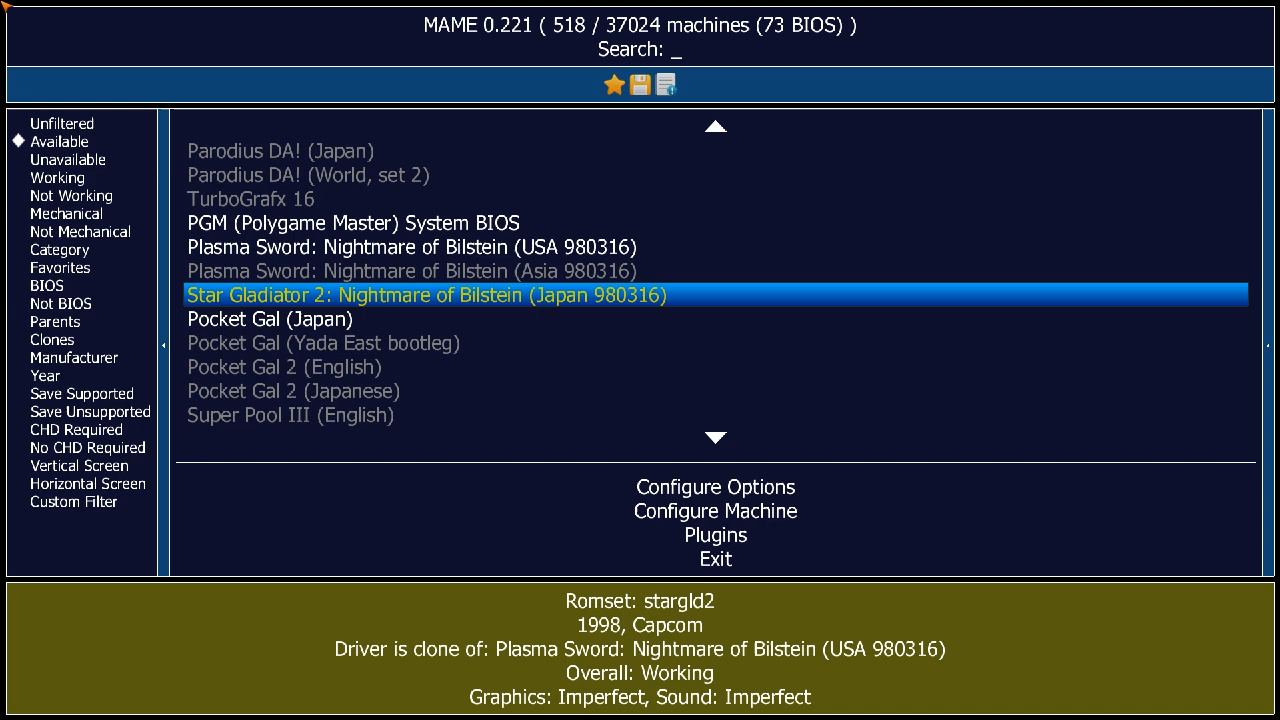 MAME 0.221 ( 518 / 37024 machines (73 BIOS) )
Search: _
Unfiltered
Available
Unavailable
Working
Not Working
Mechanical
Not Mechanical
Category
Favorites
BIOS
Not BIOS
Parents
Clones
Manufacturer
Year
Save Supported
Save Unsupported
CHD Required
No CHD Required
Vertical Screen
Horizontal Screen
Custom Filter
Parodius DA! (Japan)
Parodius DA! (World, set 2)
TurboGrafx 16
PGM (Polygame Master) System BIOS
Plasma Sword: Nightmare of Bilstein (USA 980316)
Plasma Sword: Nightmare of Bilstein (Asia 980316)
Star Gladiator 2: Nightmare of Bilstein (Japan 980316)
Pocket Gal (Japan)
Pocket Gal (Yada East bootleg)
Pocket Gal 2 (English)
Pocket Gal 2 (Japanese)
Super Pool III (English)
Configure Options
Configure Machine
Plugins
Exit
Romset: stargld2
1998, Capcom
Driver is clone of: Plasma Sword: Nightmare of Bilstein (USA 980316)
Overall: Working
Graphics: Imperfect, Sound: Imperfect